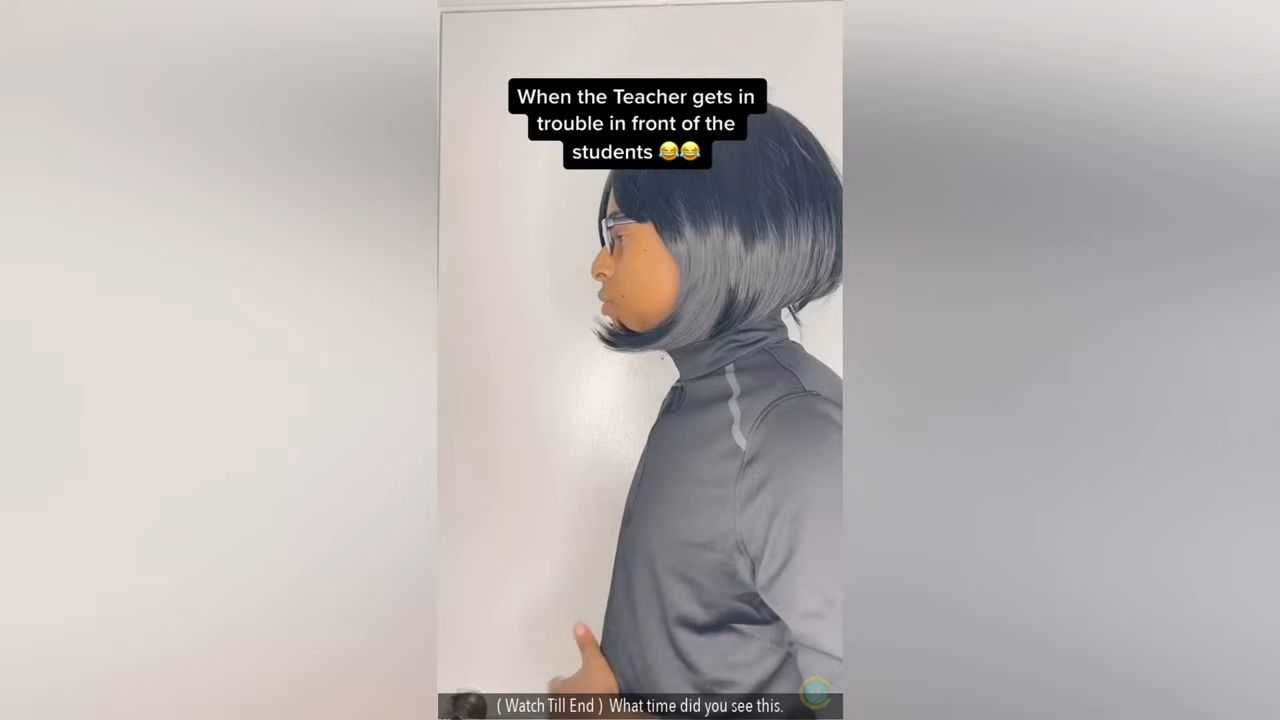 When the Teacher gets in
trouble in front of the
students 😂😂
( Watch Till End ) What time did you see this.